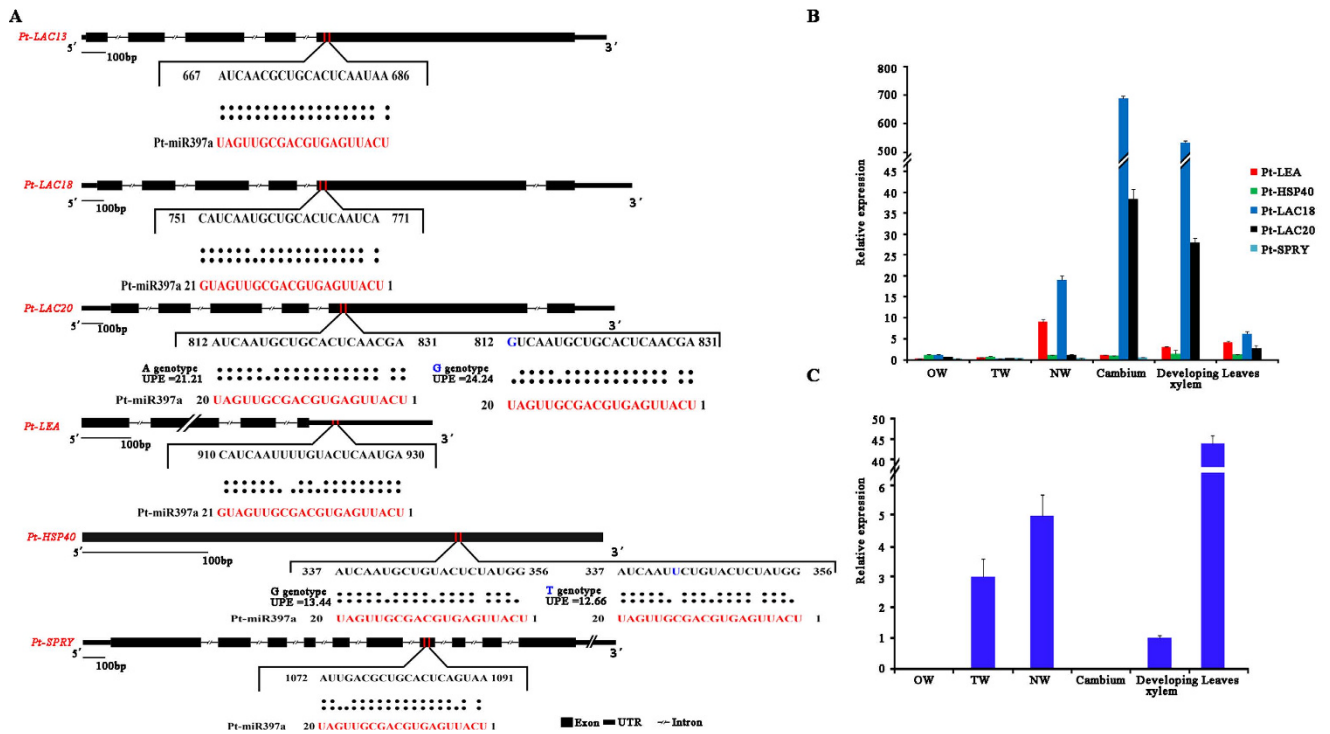 A
Pt-LAC13
5′
100bp
3′
667 AUCAACGCUGCACUCAAUAA 686
Pt-miR397a UAGUUGCGACGUGAGUUACU
Pt-LAC18
5′
100bp
3′
751 CAUCAAUGCUGCACUCAAUCA 771
Pt-miR397a 21 GUAGUUGCGACGUGAGUUACU 1
Pt-LAC20
5′
100bp
3′
812 AUCAAUGCUGCACUCAACGA 831 812 GUCAAUGCUGCACUCAACGA 831
A genotype
UPE =21.21
G genotype
UPE =24.24
Pt-miR397a 20 UAGUUGCGACGUGAGUUACU 1
20 UAGUUGCGACGUGAGUUACU 1
Pt-LEA
5′
100bp
3′
910 CAUCAAUUUUGUACUCAAUGA 930
Pt-miR397a 21 GUAGUUGCGACGUGAGUUACU 1
Pt-HSP40
5′
100bp
3′
337 AUCAAUGCUGUACUCUAUGG 356 337 AUCAAUUCUGUACUCUAUGG 356
G genotype
UPE =13.44
T genotype
UPE =12.66
Pt-miR397a 20 UAGUUGCGACGUGAGUUACU 1 20 UAGUUGCGACGUGAGUUACU 1
Pt-SPRY
5′
100bp
3′
1072 AUUGACGCUGCACUCAGUAA 1091
Pt-miR397a 20 UAGUUGCGACGUGAGUUACU 1
Exon UTR Intron
B
Relative expression
800
700
600
500
40
35
30
25
20
15
10
5
0
OW TW NW Cambium Developing xylem Leaves
Pt-LEA
Pt-HSP40
Pt-LAC18
Pt-LAC20
Pt-SPRY
C
Relative expression
50
45
40
6
5
4
3
2
1
0
OW TW NW Cambium Developing xylem Leaves